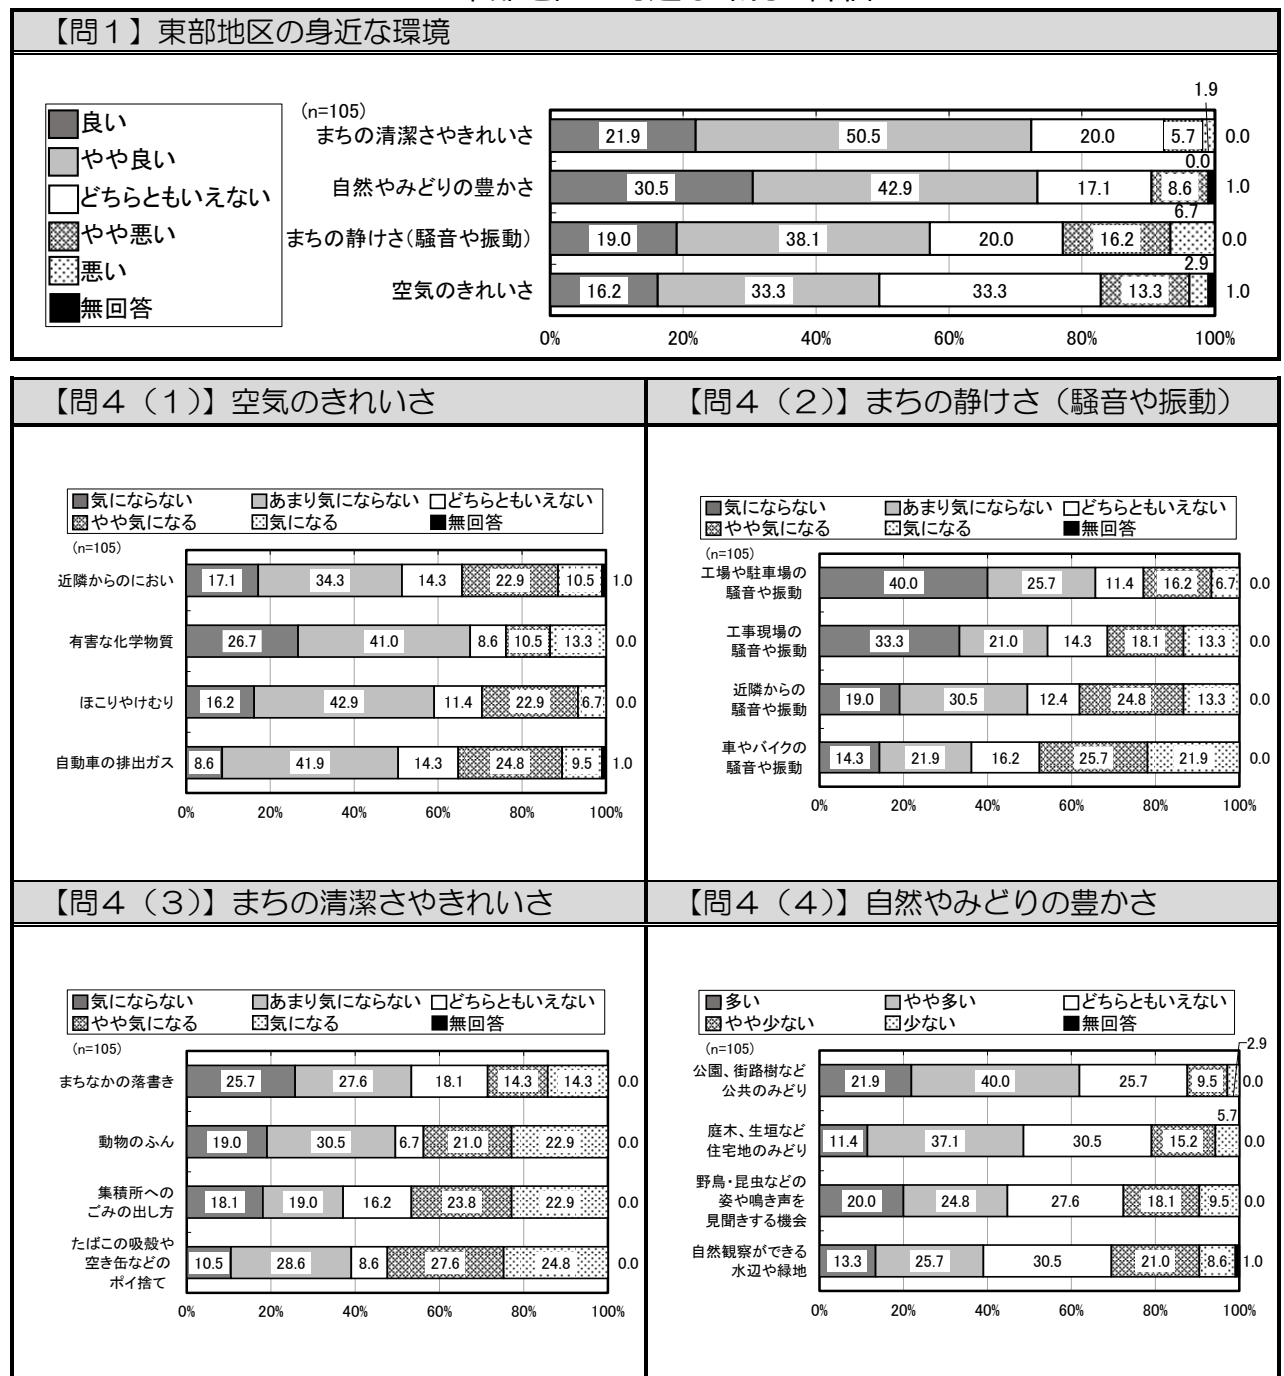 【問1】東部地区の身近な環境
良い
やや良い
どちらともいえない
やや悪い
悪い
無回答
(n=105)
1.9
まちの清潔さやきれいさ 21.9 50.5 20.0 5.7 0.0
0.0
自然やみどりの豊かさ 30.5 42.9 17.1 8.6 1.0
6.7
まちの静けさ(騒音や振動) 19.0 38.1 20.0 16.2 0.0
2.9
空気のきれいさ 16.2 33.3 33.3 13.3 1.0
0% 20% 40% 60% 80% 100%
【問4(1)】空気のきれいさ
気にならない あまり気にならない どちらともいえない
やや気になる 気になる 無回答
(n=105)
近隣からのにおい 17.1 34.3 14.3 22.9 10.5 1.0
有害な化学物質 26.7 41.0 8.6 10.5 13.3 0.0
ほこりやけむり 16.2 42.9 11.4 22.9 6.7 0.0
自動車の排出ガス 8.6 41.9 14.3 24.8 9.5 1.0
0% 20% 40% 60% 80% 100%
【問4(2)】まちの静けさ(騒音や振動)
気にならない あまり気にならない どちらともいえない
やや気になる 気になる 無回答
(n=105)
工場や駐車場の
騒音や振動 40.0 25.7 11.4 16.2 6.7 0.0
工事現場の
騒音や振動 33.3 21.0 14.3 18.1 13.3 0.0
近隣からの
騒音や振動 19.0 30.5 12.4 24.8 13.3 0.0
車やバイクの
騒音や振動 14.3 21.9 16.2 25.7 21.9 0.0
0% 20% 40% 60% 80% 100%
【問4(3)】まちの清潔さやきれいさ
気にならない あまり気にならない どちらともいえない
やや気になる 気になる 無回答
(n=105)
まちなかの落書き 25.7 27.6 18.1 14.3 14.3 0.0
動物のふん 19.0 30.5 6.7 21.0 22.9 0.0
集積所への
ごみの出し方 18.1 19.0 16.2 23.8 22.9 0.0
たばこの吸殻や
空き缶などの 10.5 28.6 8.6 27.6 24.8 0.0
ポイ捨て
0% 20% 40% 60% 80% 100%
【問4(4)】自然やみどりの豊かさ
多い やや多い どちらともいえない
やや少ない 少ない 無回答
(n=105)
2.9
公園、街路樹など
公共のみどり 21.9 40.0 25.7 9.5 0.0
5.7
庭木、生垣など
住宅地のみどり 11.4 37.1 30.5 15.2 0.0
野鳥・昆虫などの
姿や鳴き声を 20.0 24.8 27.6 18.1 9.5 0.0
見聞きする機会
自然観察ができる
水辺や緑地 13.3 25.7 30.5 21.0 8.6 1.0
0% 20% 40% 60% 80% 100%